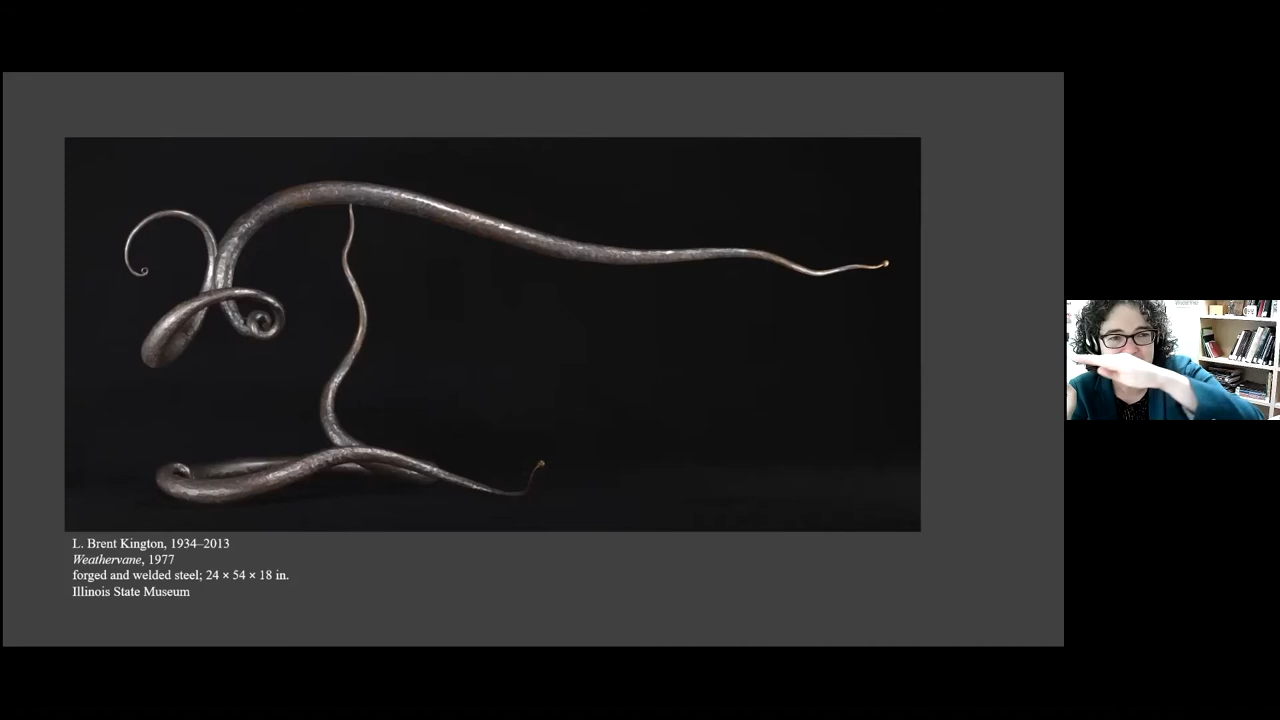 L. Brent Kington, 1934–2013
Weathervane, 1977
forged and welded steel; 24 × 54 × 18 in.
Illinois State Museum